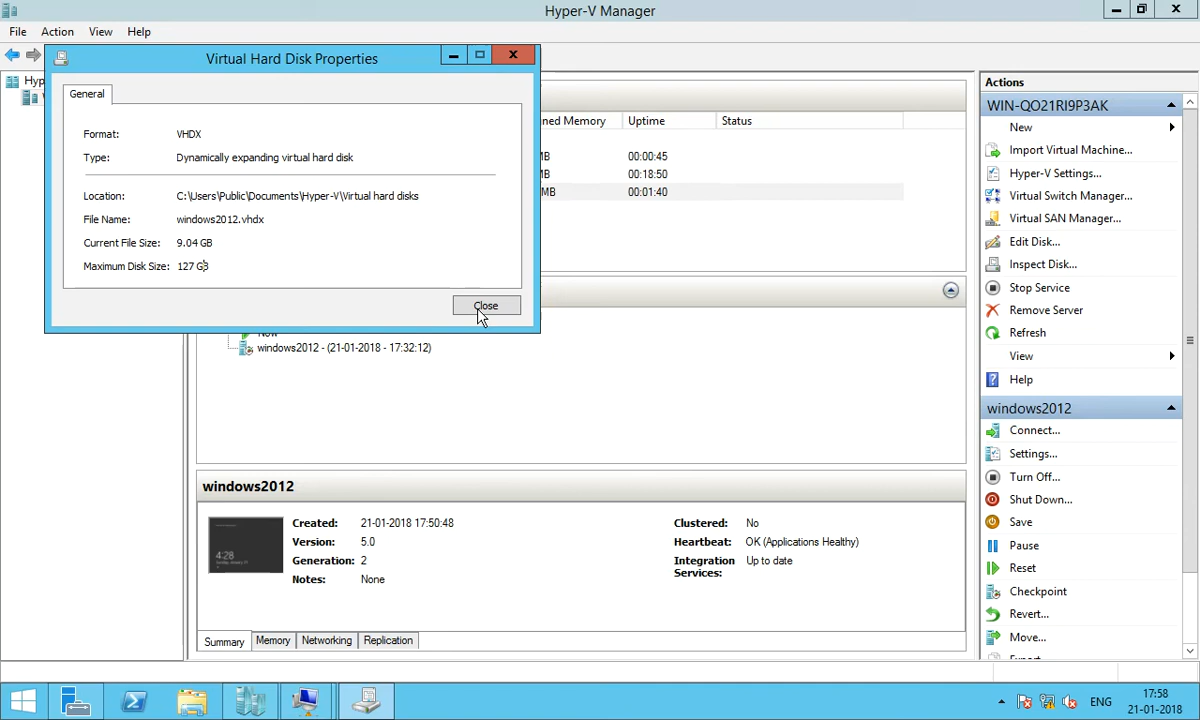 Hyper-V Manager
File Action View Help
Virtual Hard Disk Properties
General
Format: VHDX
Type: Dynamically expanding virtual hard disk
Location: C:\Users\Public\Documents\Hyper-V\Virtual hard disks
File Name: windows2012.vhdx
Current File Size: 9.04 GB
Maximum Disk Size: 127 GB
Close
Hyp
ned Memory Uptime Status
MB 00:00:45
MB 00:18:50
MB 00:01:40
Now
windows2012 - (21-01-2018 - 17:32:12)
windows2012
4:28
Created: 21-01-2018 17:50:48
Version: 5.0
Generation: 2
Notes: None
Clustered: No
Heartbeat: OK (Applications Healthy)
Integration Services: Up to date
Summary Memory Networking Replication
Actions
WIN-QO21RI9P3AK
New
Import Virtual Machine...
Hyper-V Settings...
Virtual Switch Manager...
Virtual SAN Manager...
Edit Disk...
Inspect Disk...
Stop Service
Remove Server
Refresh
View
Help
windows2012
Connect...
Settings...
Turn Off...
Shut Down...
Save
Pause
Reset
Checkpoint
Revert...
Move...
ENG
17:58
21-01-2018